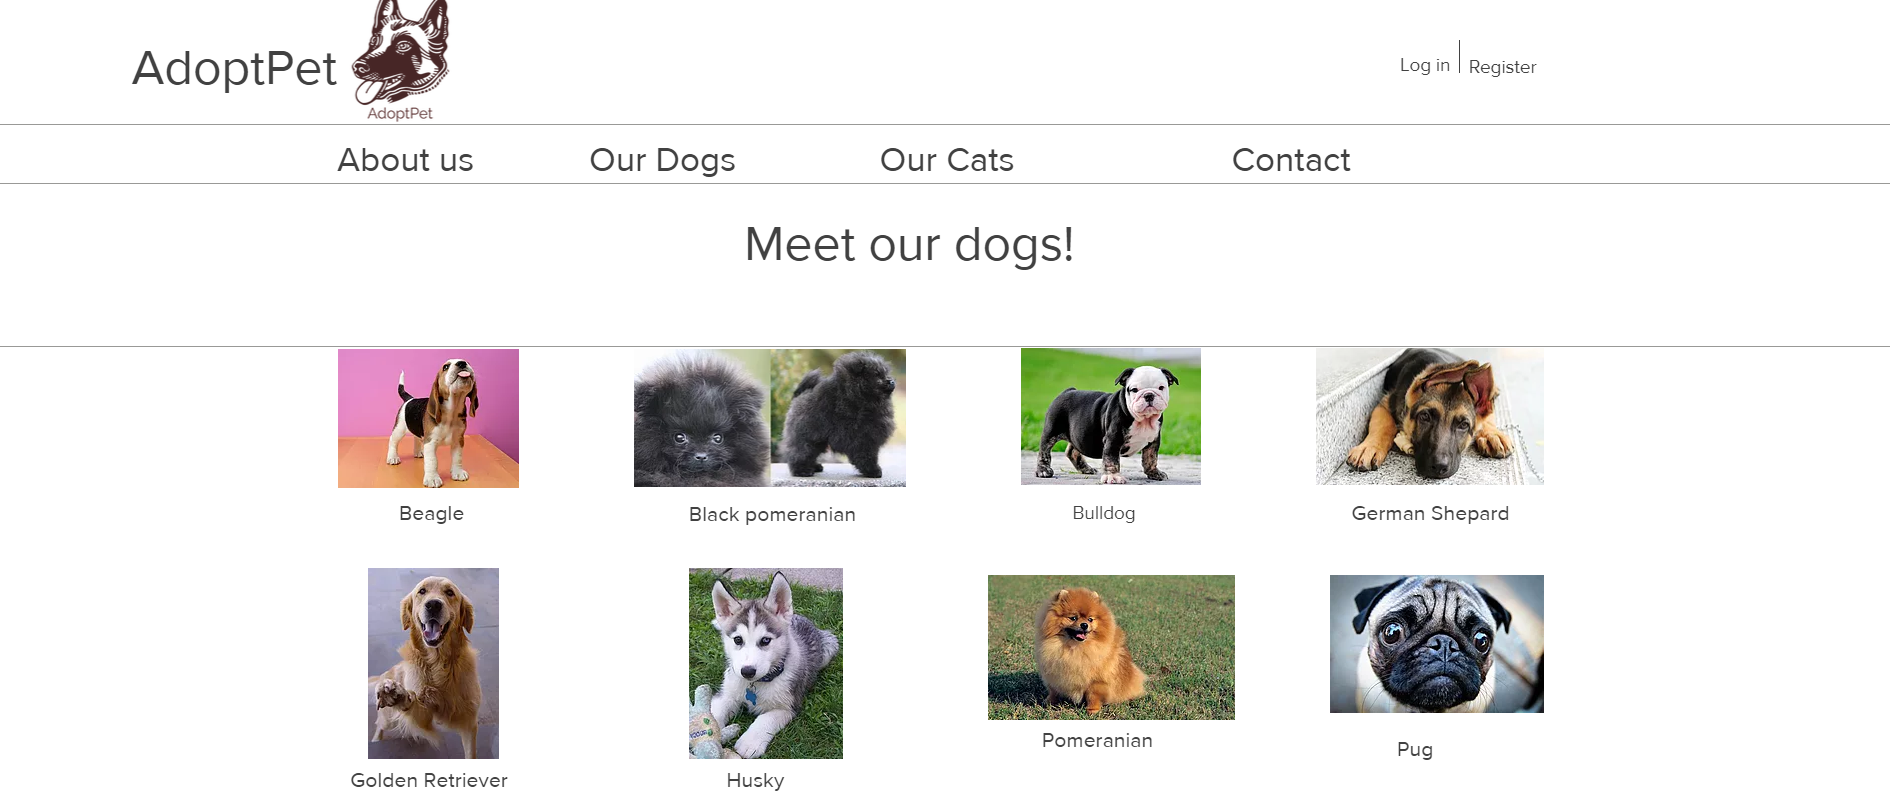 AdoptPet
AdoptPet
Log in
Register
About us
Our Dogs
Our Cats
Contact
Meet our dogs!
Beagle
Black pomeranian
Bulldog
German Shepard
Golden Retriever
Husky
Pomeranian
Pug